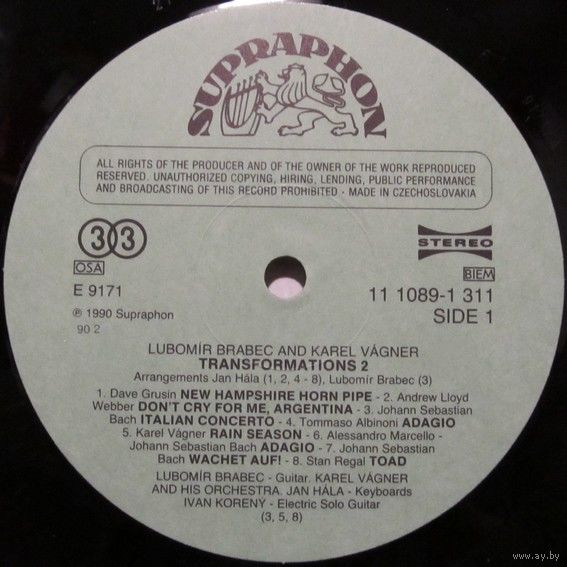 SUPRAPHON
ALL RIGHTS OF THE PRODUCER AND OF THE OWNER OF THE WORK REPRODUCED
RESERVED. UNAUTHORIZED COPYING, HIRING, LENDING, PUBLIC PERFORMANCE
AND BROADCASTING OF THIS RECORD PROHIBITED - MADE IN CZECHOSLOVAKIA
33
STEREO
OSA
BIEM
E 9171
11 1089-1 311
℗ 1990 Supraphon
SIDE 1
90 2
LUBOMÍR BRABEC AND KAREL VÁGNER
TRANSFORMATIONS 2
Arrangements Jan Hála (1, 2, 4 - 8), Lubomír Brabec (3)
1. Dave Grusin NEW HAMPSHIRE HORN PIPE - 2. Andrew Lloyd
Webber DON'T CRY FOR ME, ARGENTINA - 3. Johann Sebastian
Bach ITALIAN CONCERTO - 4. Tommaso Albinoni ADAGIO
5. Karel Vágner RAIN SEASON - 6. Alessandro Marcello -
Johann Sebastian Bach ADAGIO - 7. Johann Sebastian
Bach WACHET AUF! - 8. Stan Regal TOAD
LUBOMÍR BRABEC - Guitar. KAREL VÁGNER
AND HIS ORCHESTRA. JAN HÁLA - Keyboards
IVAN KORENY - Electric Solo Guitar
(3, 5, 8)
www.ay.by